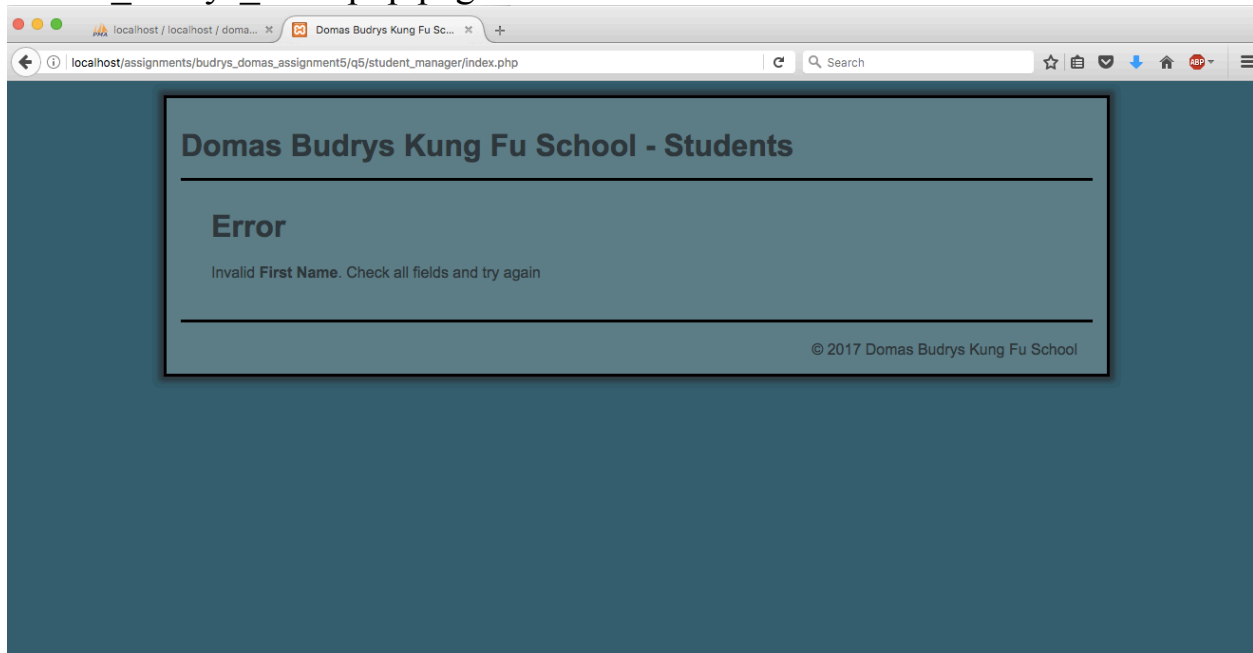 localhost / localhost / doma...
Domas Budrys Kung Fu Sc...
localhost/assignments/budrys_domas_assignment5/q5/student_manager/index.php
Search
ABP
Domas Budrys Kung Fu School - Students
Error
Invalid First Name. Check all fields and try again
© 2017 Domas Budrys Kung Fu School